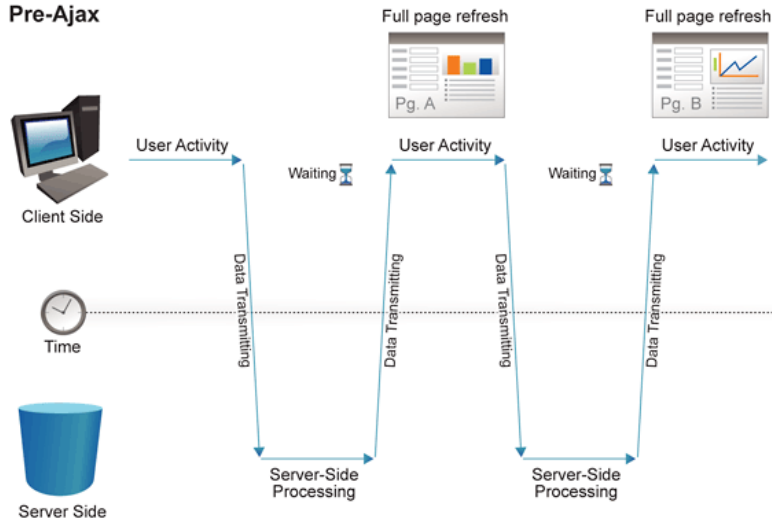 Pre-Ajax
Full page refresh
Full page refresh
Pg. A
Pg. B
User Activity
User Activity
User Activity
Waiting
Waiting
Client Side
Data Transmitting
Data Transmitting
Data Transmitting
Data Transmitting
Time
Server-Side
Processing
Server-Side
Processing
Server Side